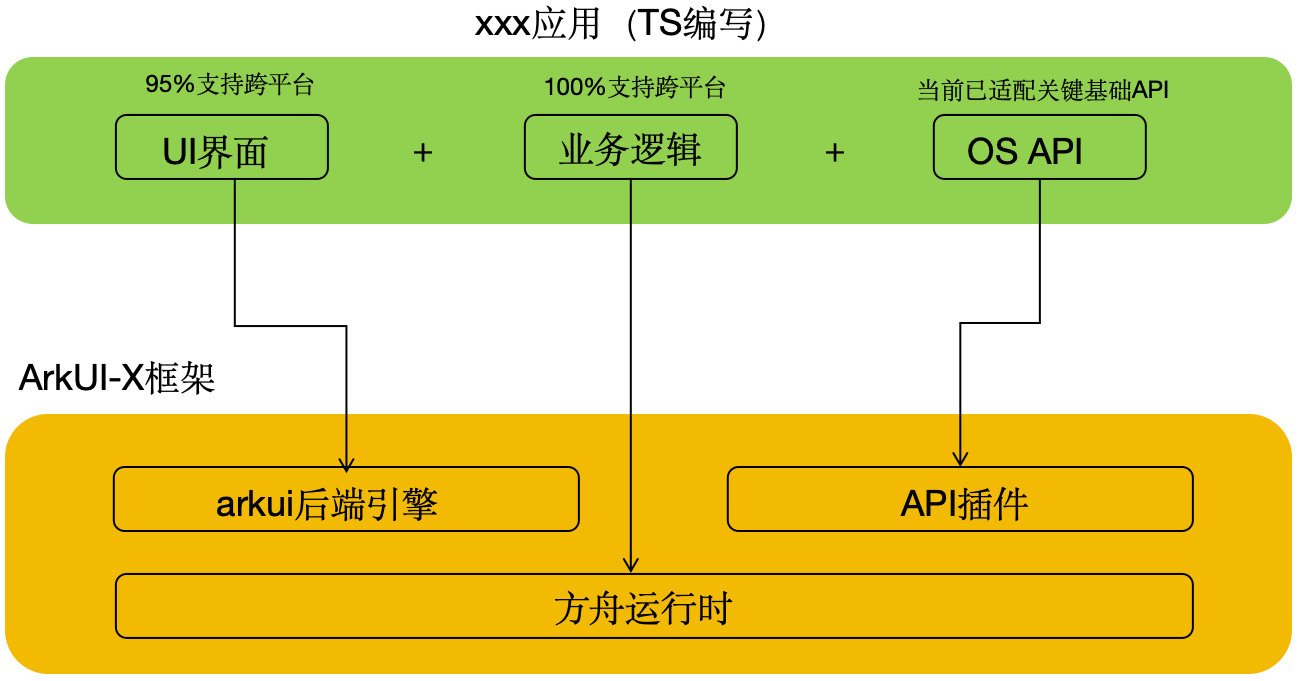 xxx应用（TS编写）
95%支持跨平台
100%支持跨平台
当前已适配关键基础API
UI界面 + 业务逻辑 + OS API
ArkUI-X框架
arkui后端引擎
API插件
方舟运行时